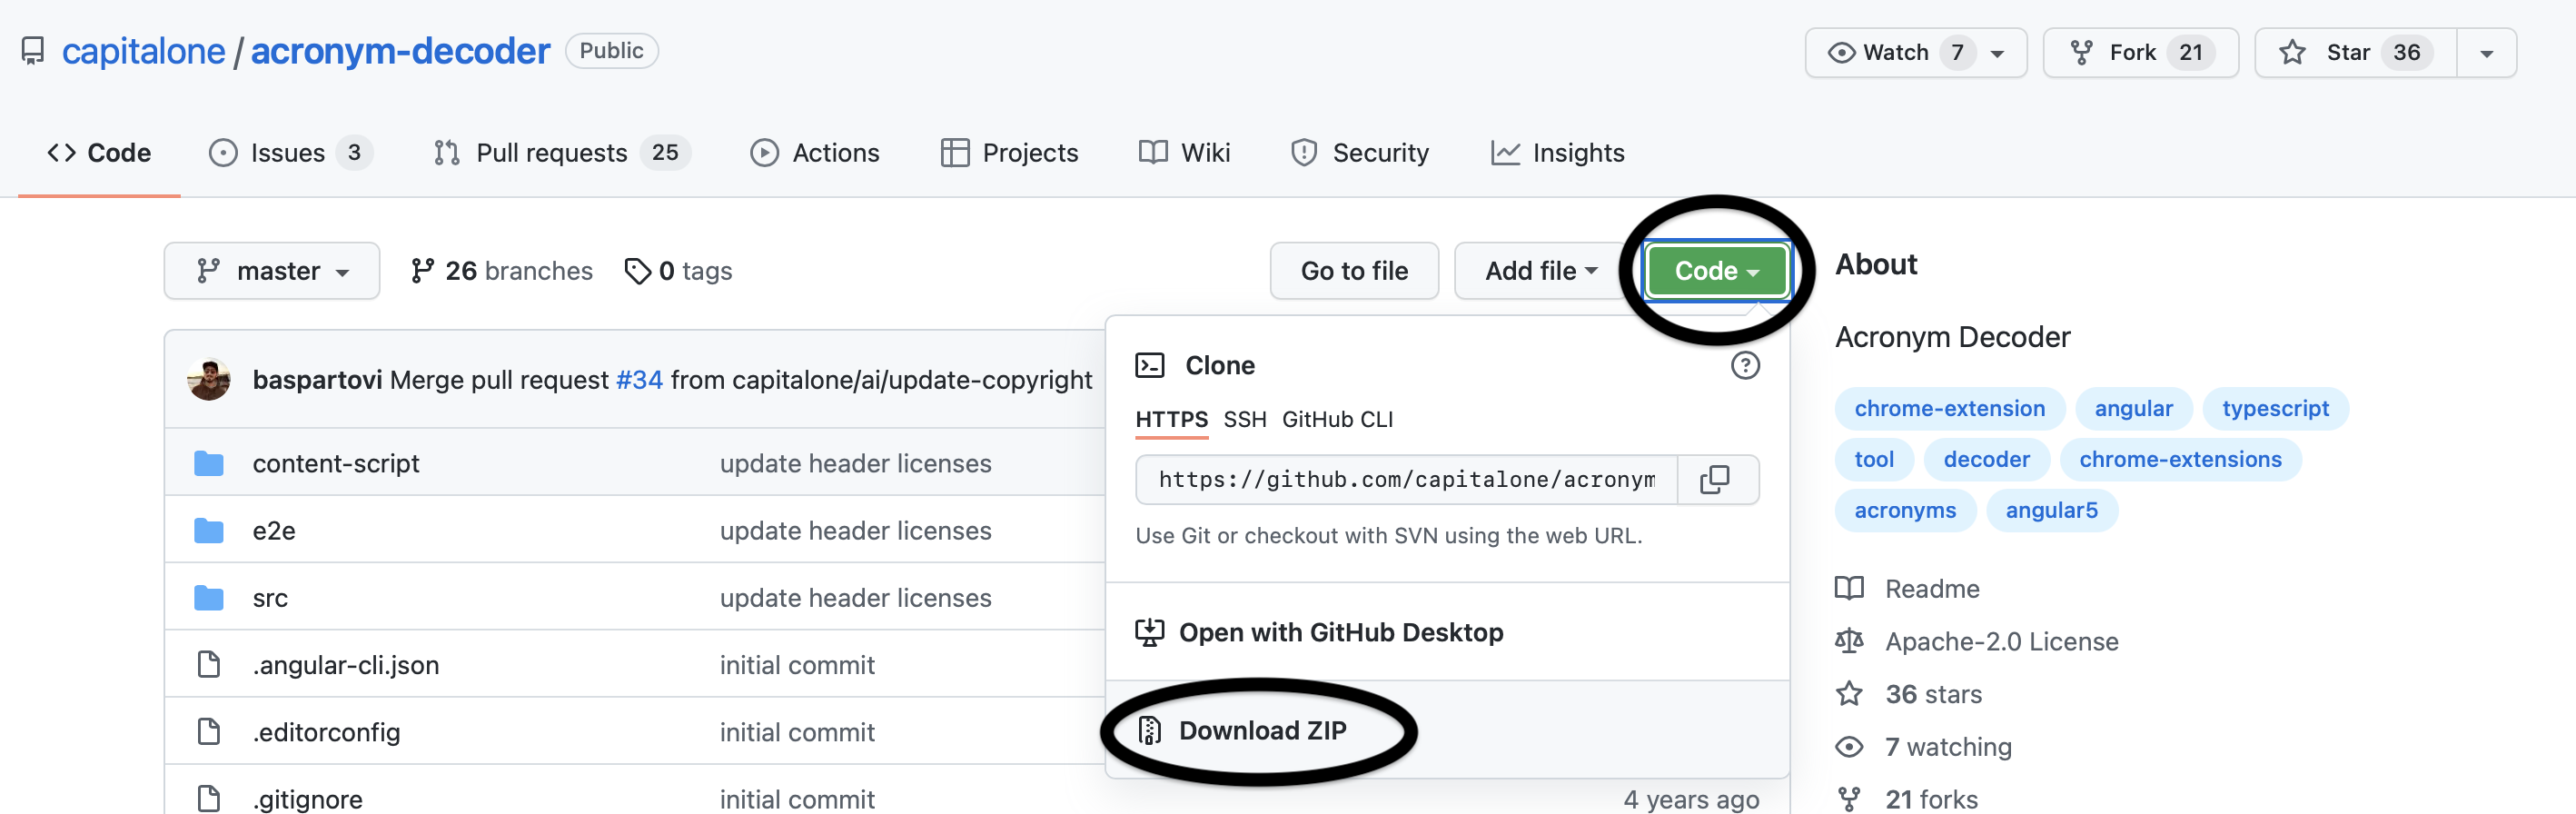 capitalone / acronym-decoder Public
Watch 7 Fork 21 Star 36
Code Issues 3 Pull requests 25 Actions Projects Wiki Security Insights
master 26 branches 0 tags Go to file Add file Code
baspartovi Merge pull request #34 from capitalone/ai/update-copyright
content-script update header licenses
e2e update header licenses
src update header licenses
.angular-cli.json initial commit
.editorconfig initial commit
.gitignore initial commit 4 years ago
Clone
HTTPS SSH GitHub CLI
https://github.com/capitalone/acronym
Use Git or checkout with SVN using the web URL.
Open with GitHub Desktop
Download ZIP
About
Acronym Decoder
chrome-extension angular typescript
tool decoder chrome-extensions
acronyms angular5
Readme
Apache-2.0 License
36 stars
7 watching
21 forks